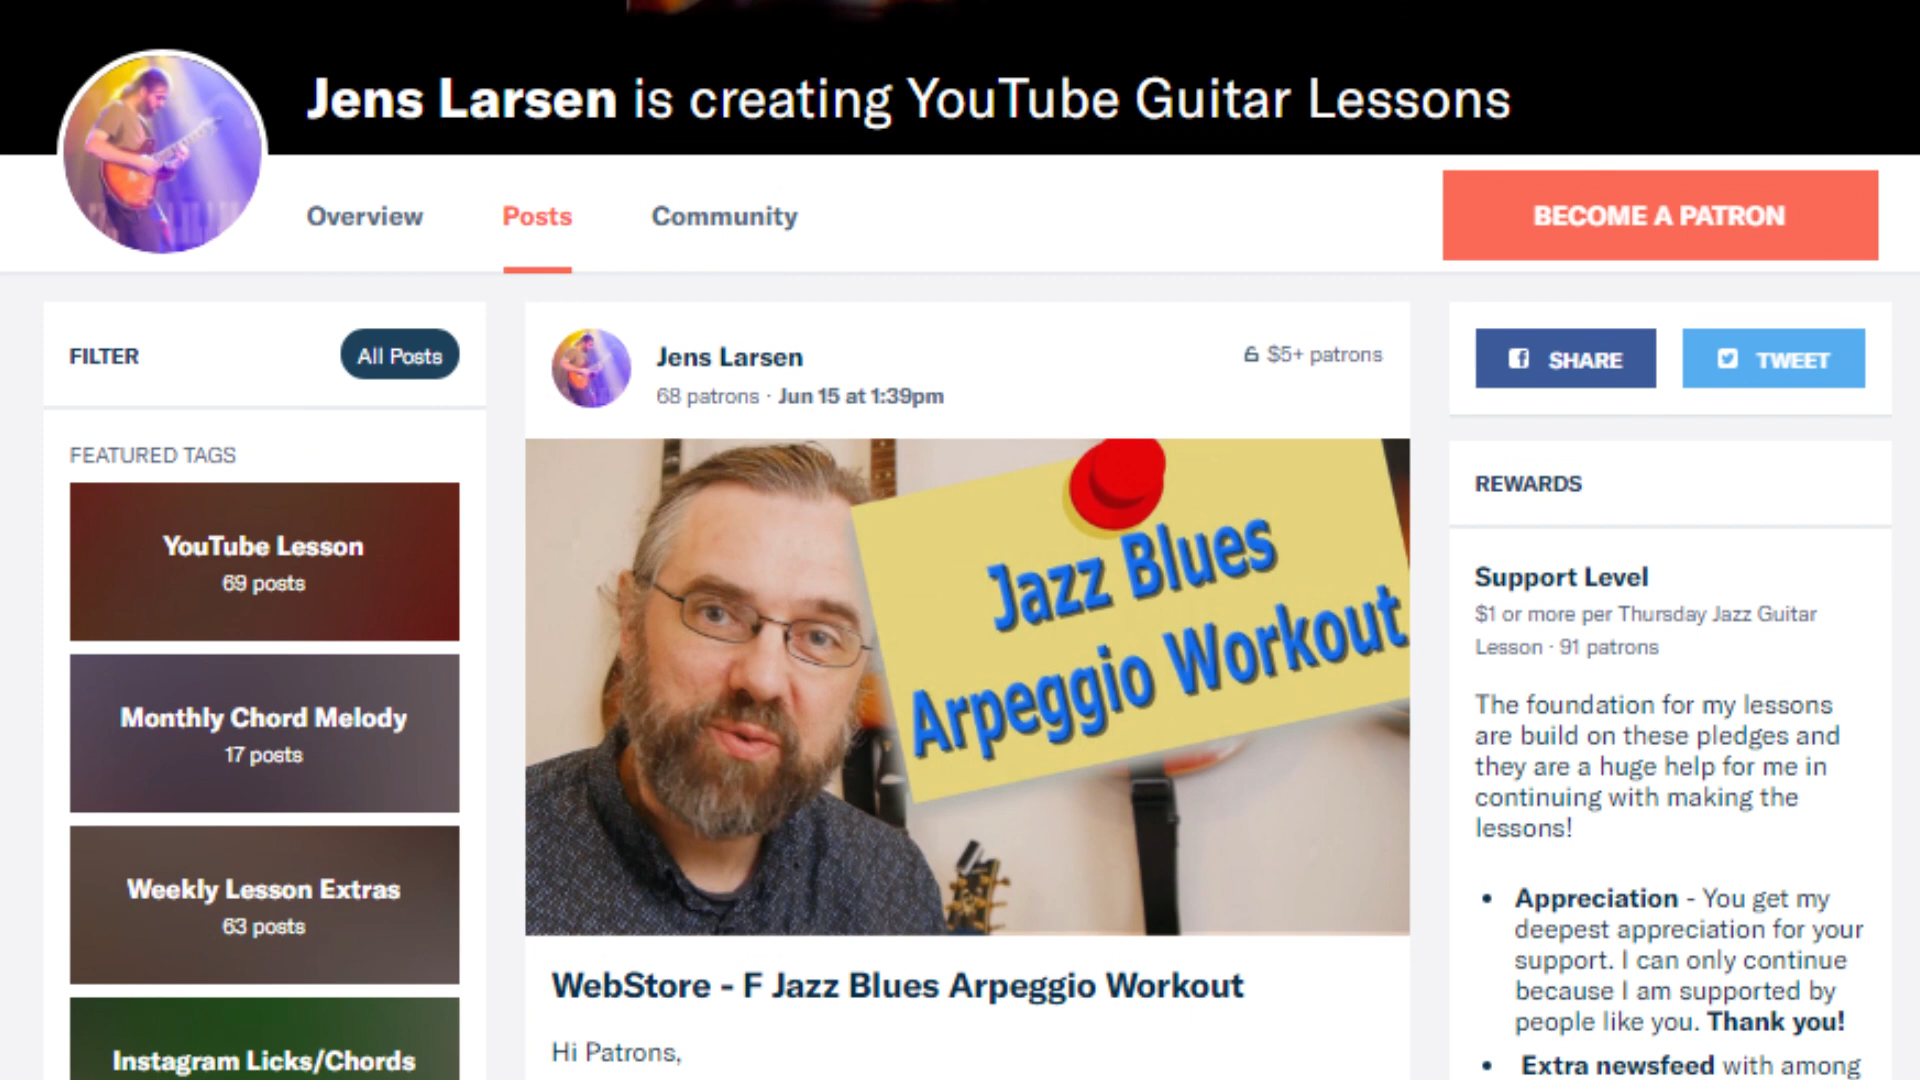 Jens Larsen is creating YouTube Guitar Lessons
Overview
Posts
Community
BECOME A PATRON
FILTER
All Posts
FEATURED TAGS
YouTube Lesson
69 posts
Monthly Chord Melody
17 posts
Weekly Lesson Extras
63 posts
Instagram Licks/Chords
Jens Larsen
68 patrons · Jun 15 at 1:39pm
$5+ patrons
Jazz Blues
Arpeggio Workout
WebStore - F Jazz Blues Arpeggio Workout
Hi Patrons,
SHARE
TWEET
REWARDS
Support Level
$1 or more per Thursday Jazz Guitar
Lesson · 91 patrons
The foundation for my lessons
are build on these pledges and
they are a huge help for me in
continuing with making the
lessons!
• Appreciation - You get my
deepest appreciation for your
support. I can only continue
because I am supported by
people like you. Thank you!
• Extra newsfeed with among